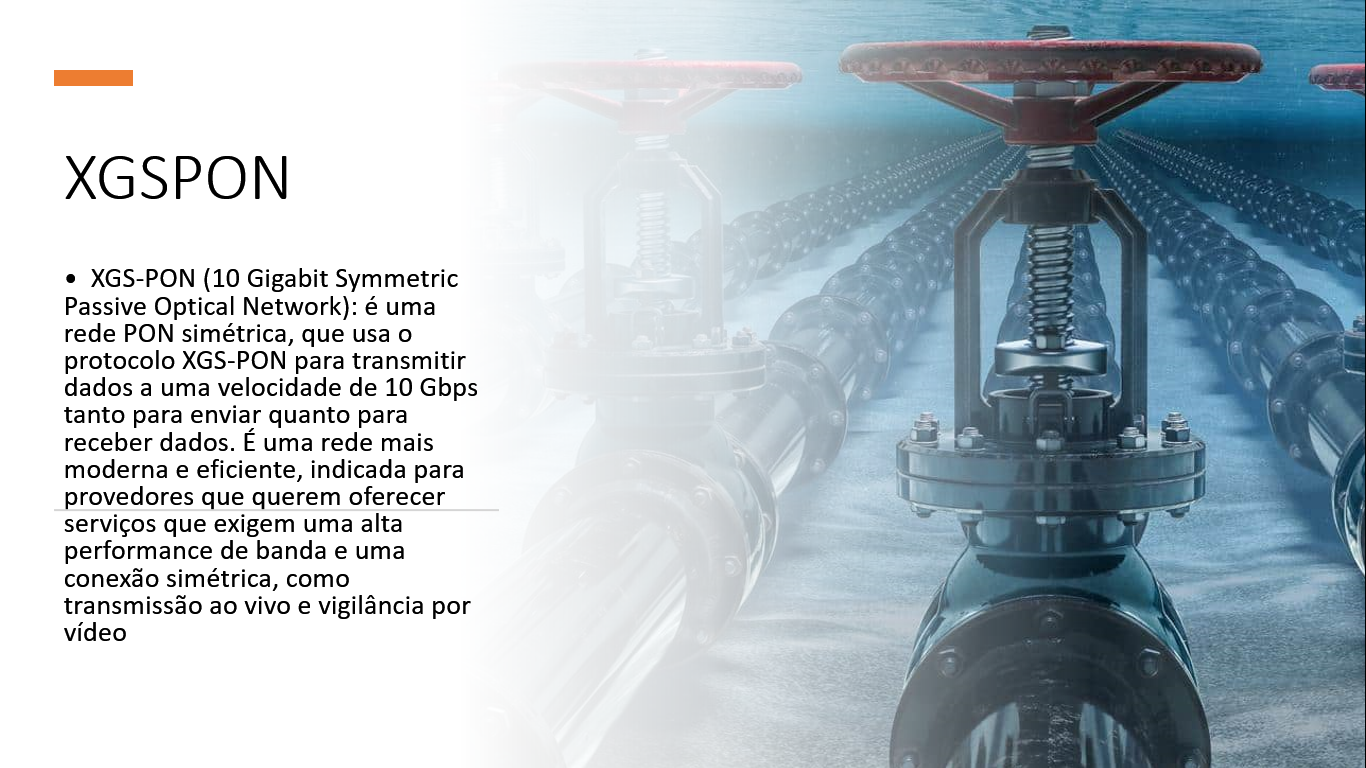 XGSPON
• XGS-PON (10 Gigabit Symmetric
Passive Optical Network): é uma
rede PON simétrica, que usa o
protocolo XGS-PON para transmitir
dados a uma velocidade de 10 Gbps
tanto para enviar quanto para
receber dados. É uma rede mais
moderna e eficiente, indicada para
provedores que querem oferecer
serviços que exigem uma alta
performance de banda e uma
conexão simétrica, como
transmissão ao vivo e vigilância por
vídeo